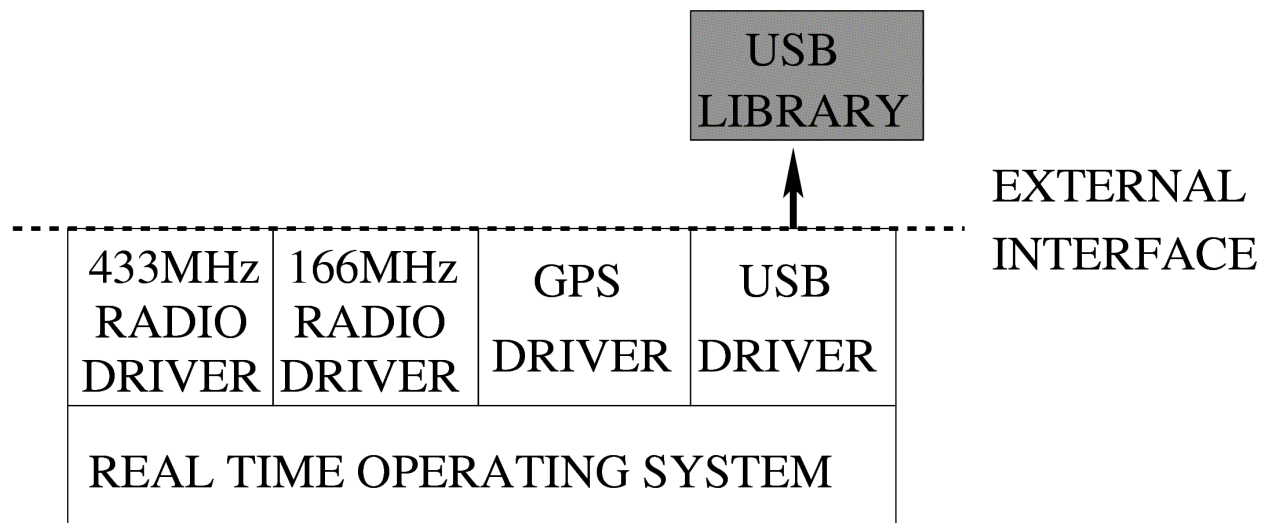 USB
LIBRARY
EXTERNAL
INTERFACE
433MHz
RADIO
DRIVER
166MHz
RADIO
DRIVER
GPS
DRIVER
USB
DRIVER
REAL TIME OPERATING SYSTEM